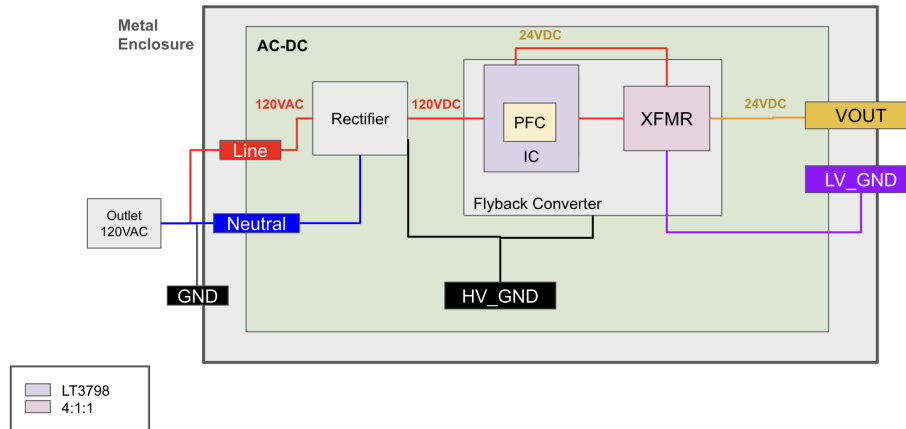 Metal
Enclosure
AC-DC
24VDC
120VAC
Rectifier
120VDC
PFC
IC
XFMR
24VDC
VOUT
Line
LV_GND
Flyback Converter
Outlet
120VAC
Neutral
GND
HV_GND
LT3798
4:1:1